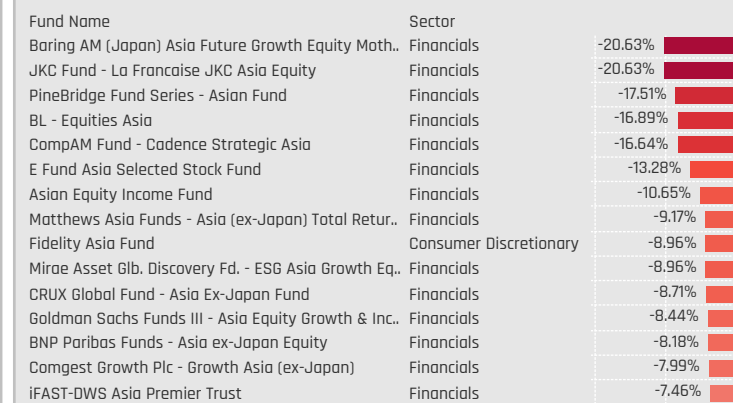 Fund Name Sector
Baring AM (Japan) Asia Future Growth Equity Moth.. Financials -20.63%
JKC Fund - La Francaise JKC Asia Equity Financials -20.63%
PineBridge Fund Series - Asian Fund Financials -17.51%
BL - Equities Asia Financials -16.89%
CompAM Fund - Cadence Strategic Asia Financials -16.64%
E Fund Asia Selected Stock Fund Financials -13.28%
Asian Equity Income Fund Financials -10.65%
Matthews Asia Funds - Asia (ex-Japan) Total Retur.. Financials -9.17%
Fidelity Asia Fund Consumer Discretionary -8.96%
Mirae Asset Glb. Discovery Fd. - ESG Asia Growth Eq.. Financials -8.96%
CRUX Global Fund - Asia Ex-Japan Fund Financials -8.71%
Goldman Sachs Funds III - Asia Equity Growth & Inc.. Financials -8.44%
BNP Paribas Funds - Asia ex-Japan Equity Financials -8.18%
Comgest Growth Plc - Growth Asia (ex-Japan) Financials -7.99%
iFAST-DWS Asia Premier Trust Financials -7.46%